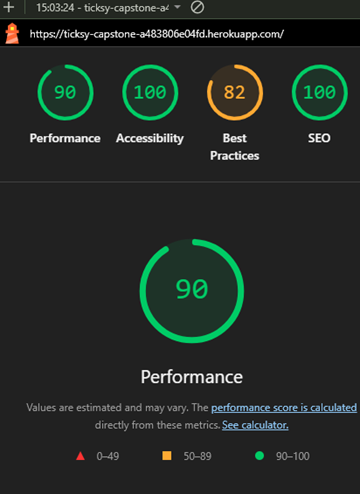 15:03:24 - ticksy-capstone-a4
https://ticksy-capstone-a483806e04fd.herokuapp.com/
90 100 82 100
Performance Accessibility Best Practices SEO
90
Performance
Values are estimated and may vary. The performance score is calculated
directly from these metrics. See calculator.
0–49 50–89 90–100